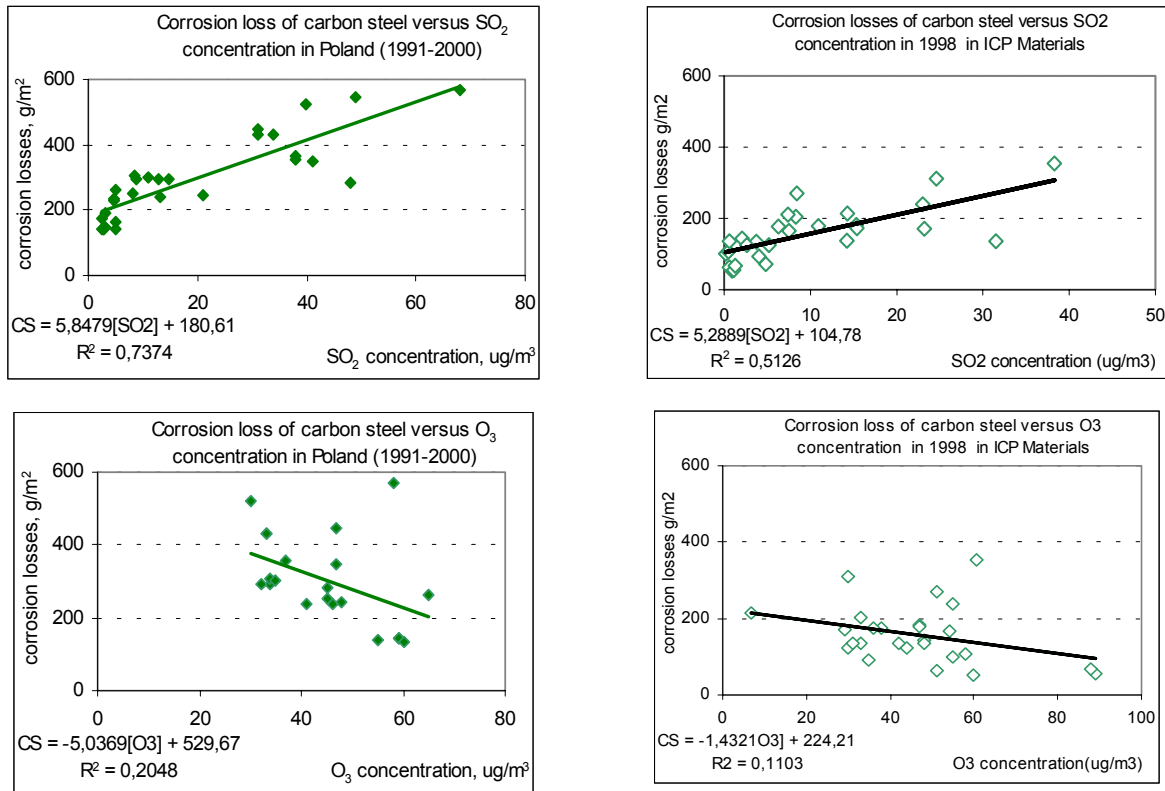 Corrosion loss of carbon steel versus SO₂
concentration in Poland (1991-2000)
corrosion losses, g/m²
600
400
200
0
0 20 40 60 80
CS = 5,8479[SO2] + 180,61
R² = 0,7374
SO₂ concentration, ug/m³
Corrosion losses of carbon steel versus SO2
concentration in 1998 in ICP Materials
corrosion losses g/m2
600
400
200
0
0 10 20 30 40 50
CS = 5,2889[SO2] + 104,78
R² = 0,5126
SO2 concentration (ug/m3)
Corrosion loss of carbon steel versus O₃
concentration in Poland (1991-2000)
corrosion losses, g/m²
600
400
200
0
0 20 40 60 80
CS = -5,0369[O3] + 529,67
R² = 0,2048
O₃ concentration, ug/m³
Corrosion loss of carbon steel versus O3
concentration in 1998 in ICP Materials
corrosion losses g/m2
600
400
200
0
0 20 40 60 80 100
CS = -1,4321O3] + 224,21
R2 = 0,1103
O3 concentration(ug/m3)